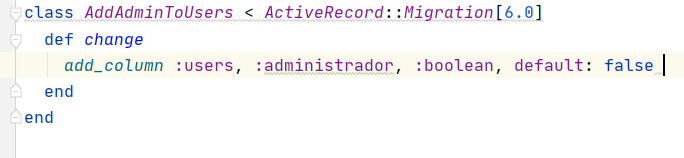 class AddAdminToUsers < ActiveRecord::Migration[6.0]
def change
add_column :users, :administrador, :boolean, default: false
end
end